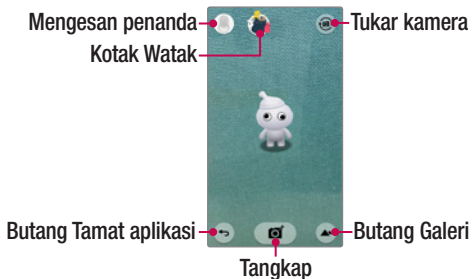 Mengesan penanda
Tukar kamera
Kotak Watak
Butang Tamat aplikasi
Butang Galeri
Tangkap